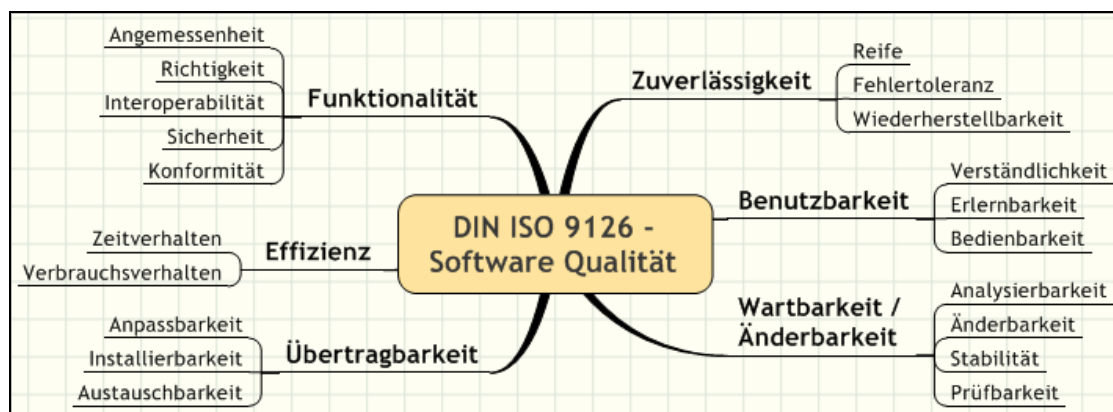 Angemessenheit
Richtigkeit
Interoperabilität
Sicherheit
Konformität
Funktionalität
Zeitverhalten
Verbrauchsverhalten
Effizienz
Anpassbarkeit
Installierbarkeit
Austauschbarkeit
Übertragbarkeit
DIN ISO 9126 -
Software Qualität
Zuverlässigkeit
Reife
Fehlertoleranz
Wiederherstellbarkeit
Benutzbarkeit
Verständlichkeit
Erlernbarkeit
Bedienbarkeit
Wartbarkeit /
Änderbarkeit
Analysierbarkeit
Änderbarkeit
Stabilität
Prüfbarkeit